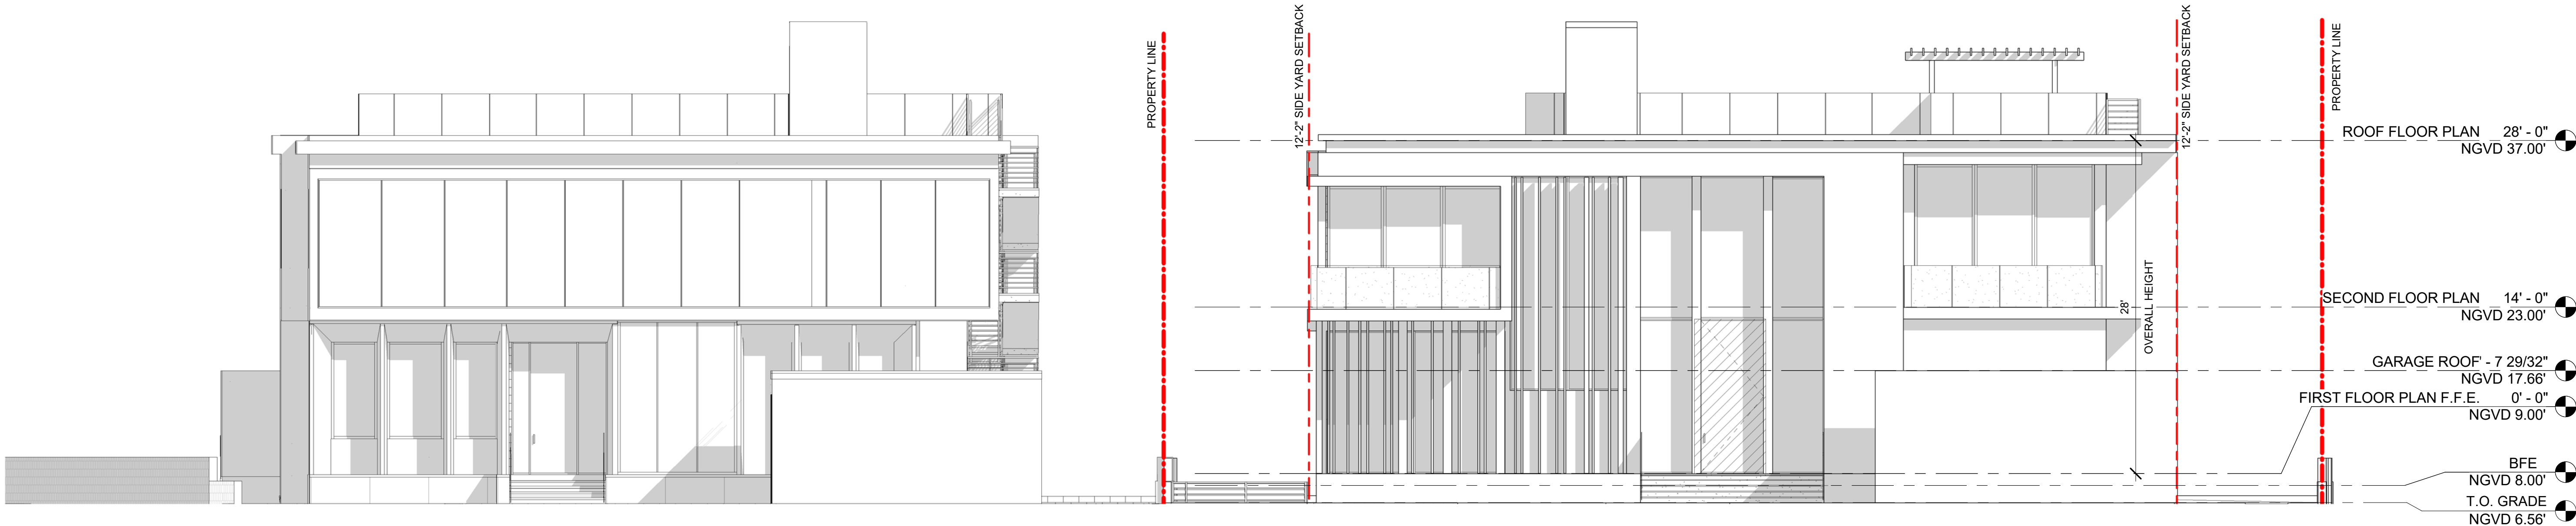 PROPERTY LINE
12'-2" SIDE YARD SETBACK
12'-2" SIDE YARD SETBACK
PROPERTY LINE
ROOF FLOOR PLAN 28' - 0"
NGVD 37.00'
SECOND FLOOR PLAN 14' - 0"
NGVD 23.00'
28'
OVERALL HEIGHT
GARAGE ROOF' - 7 29/32"
NGVD 17.66'
FIRST FLOOR PLAN F.F.E. 0' - 0"
NGVD 9.00'
BFE
NGVD 8.00'
T.O. GRADE
NGVD 6.56'